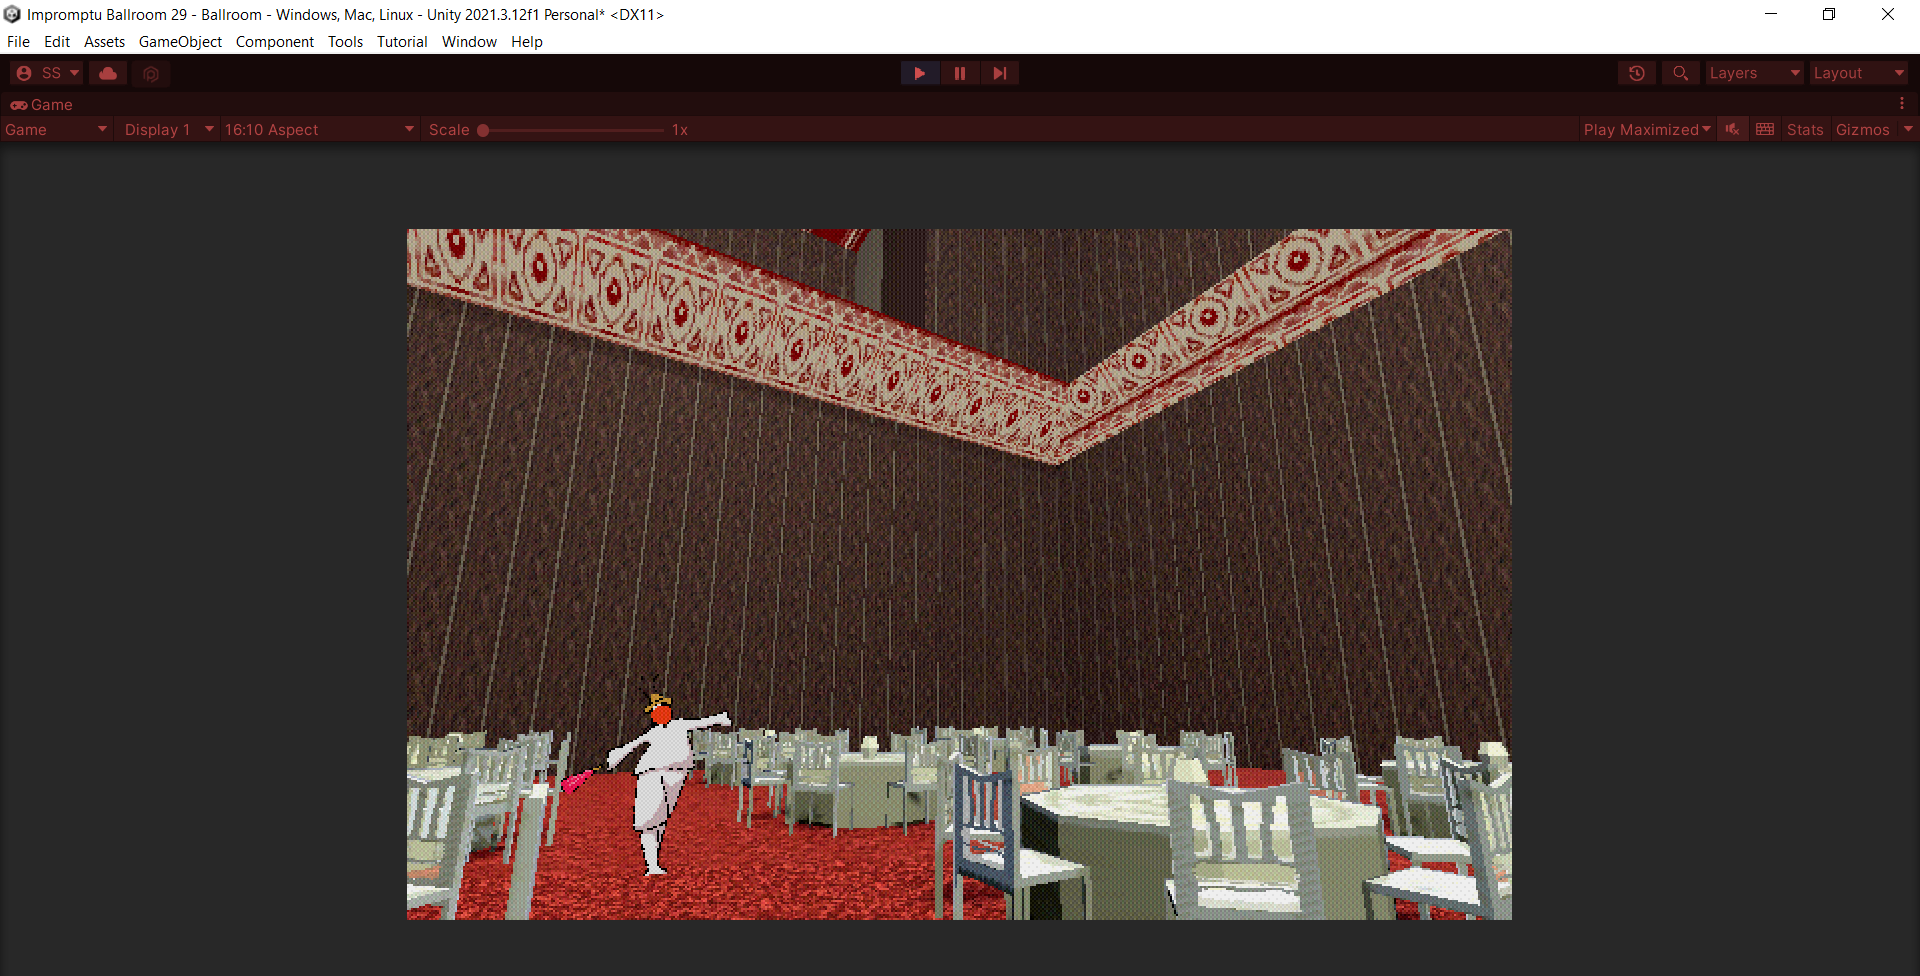 Impromptu Ballroom 29 - Ballroom - Windows, Mac, Linux - Unity 2021.3.12f1 Personal* <DX11>
File Edit Assets GameObject Component Tools Tutorial Window Help
SS Layers Layout
Game
Game Display 1 16:10 Aspect Scale 1x Play Maximized Stats Gizmos